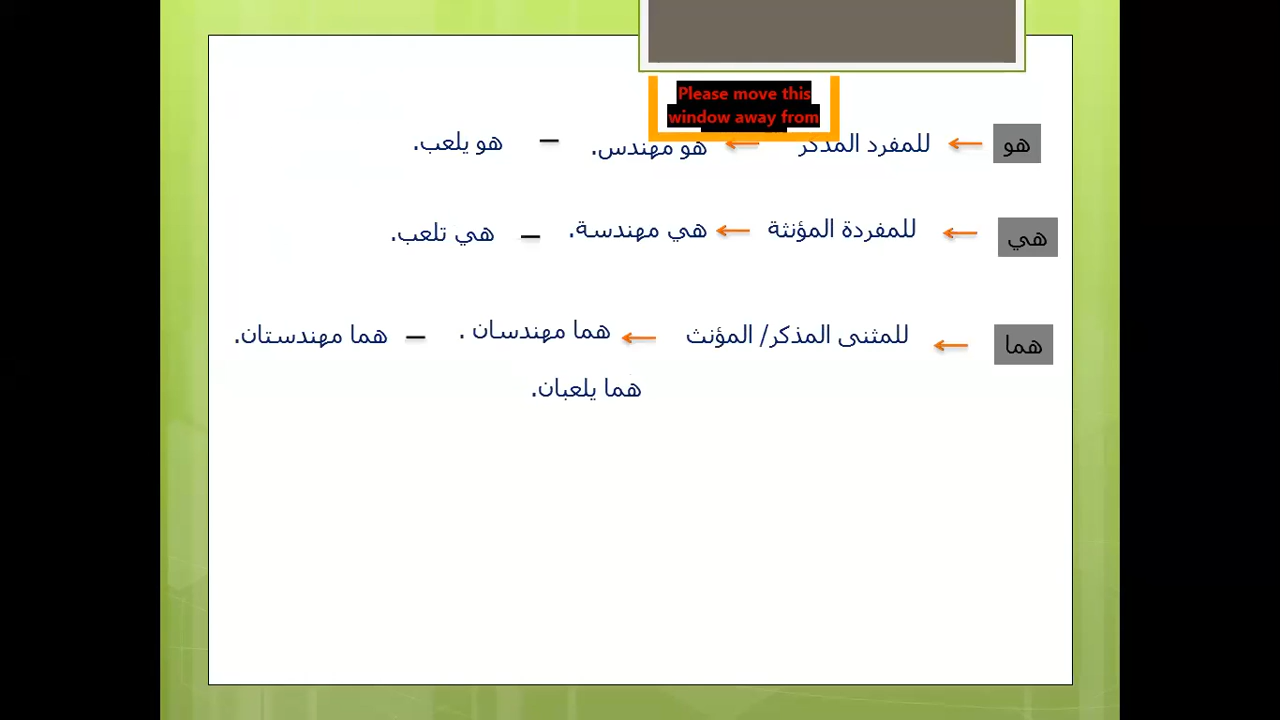 Please move this
window away from
هو ← للمفرد المذكر ← هو مهندس. – هو يلعب.
هي ← للمفردة المؤنثة ← هي مهندسة. – هي تلعب.
هما ← للمثنى المذكر/ المؤنث ← هما مهندسان . – هما مهندستان.
هما يلعبان.